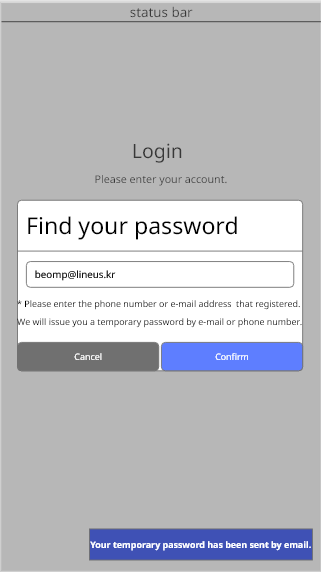 status bar
Login
Please enter your account.
Find your password
beomp@lineus.kr
* Please enter the phone number or e-mail address that registered.
We will issue you a temporary password by e-mail or phone number.
Cancel
Confirm
Your temporary password has been sent by email.